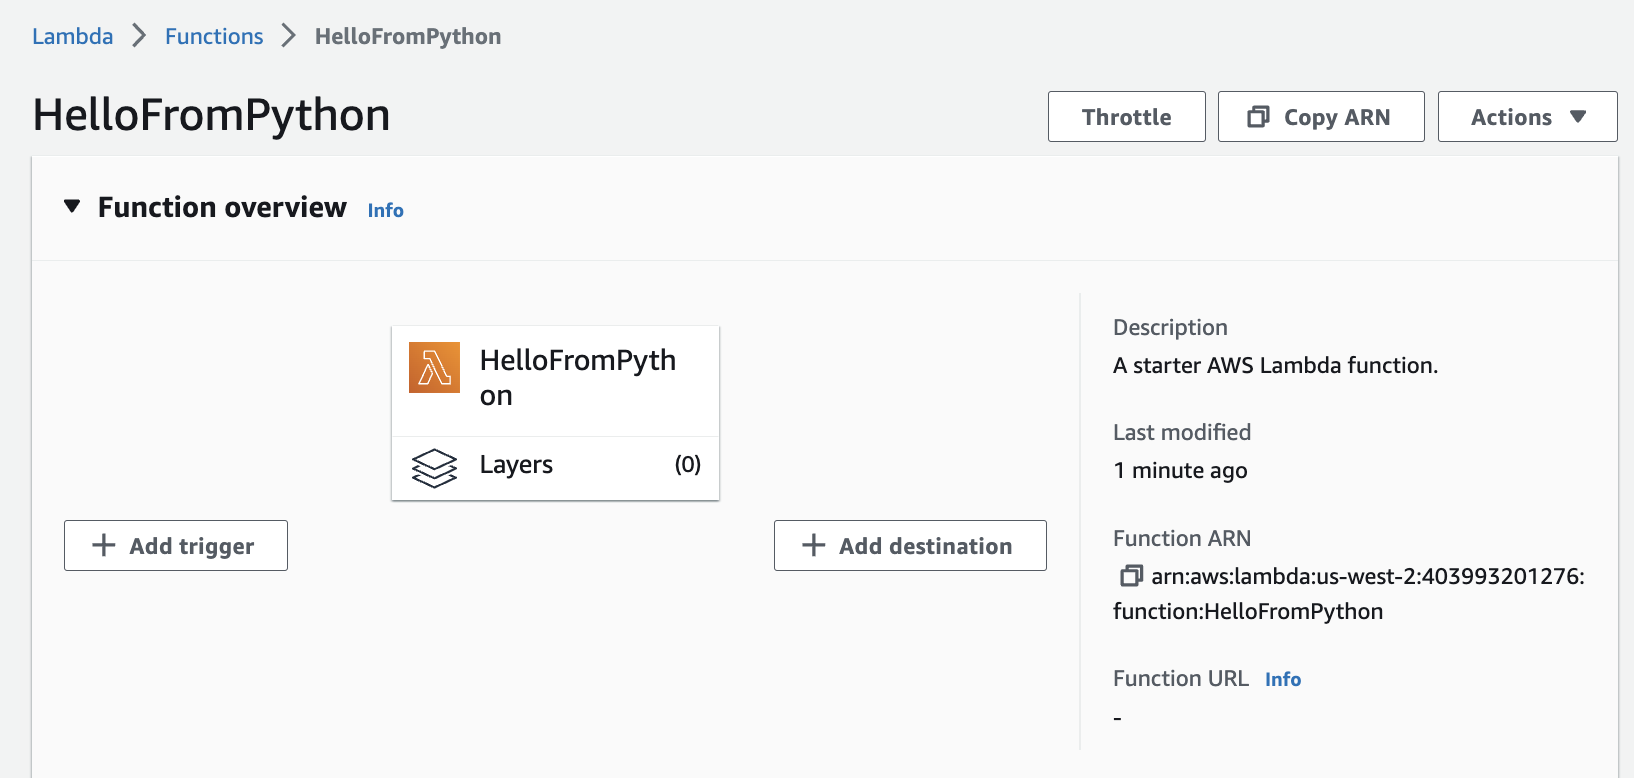 Lambda > Functions > HelloFromPython
HelloFromPython
Throttle
Copy ARN
Actions
Function overview Info
HelloFromPyth
on
Layers (0)
+ Add trigger
+ Add destination
Description
A starter AWS Lambda function.
Last modified
1 minute ago
Function ARN
arn:aws:lambda:us-west-2:403993201276:
function:HelloFromPython
Function URL Info
-